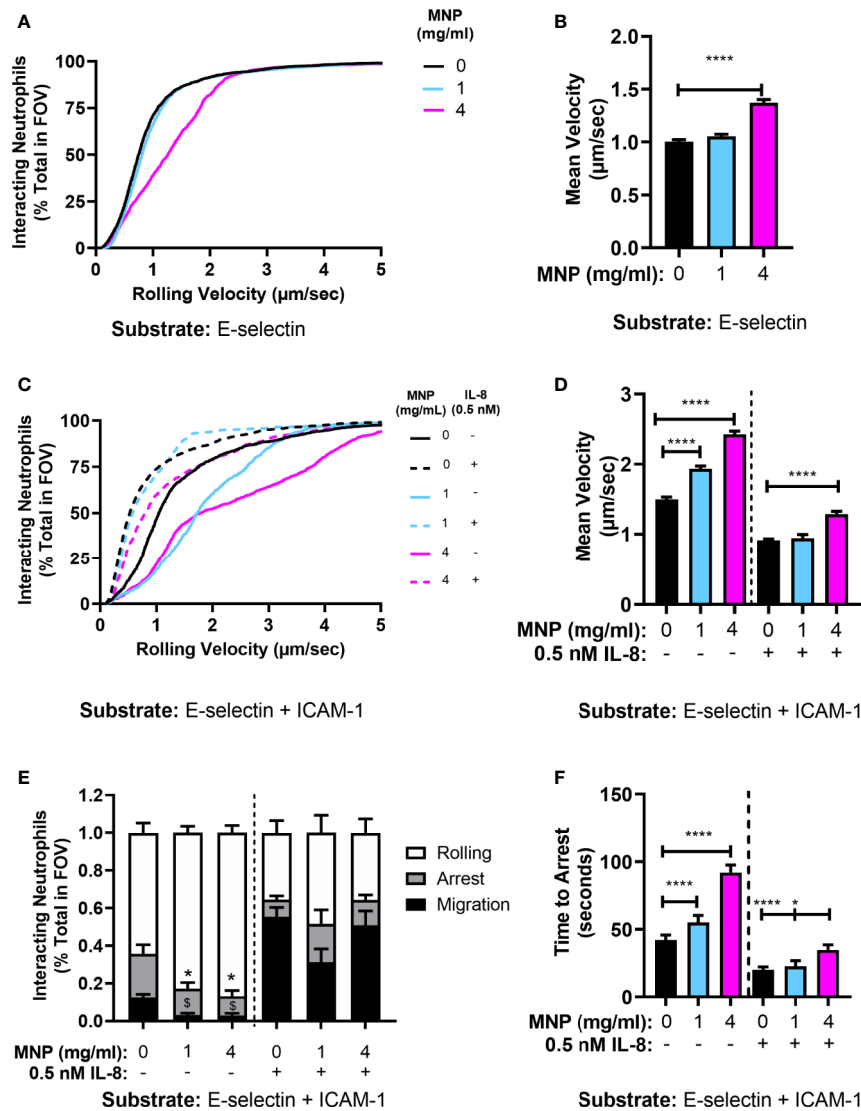 A
Interacting Neutrophils
(% Total in FOV)
100
75
50
25
0
0 1 2 3 4 5
Rolling Velocity (µm/sec)
Substrate: E-selectin
MNP
(mg/ml)
0
1
4
B
Mean Velocity
(µm/sec)
2.0
1.5
1.0
0.5
0.0
****
MNP (mg/ml): 0 1 4
Substrate: E-selectin
C
Interacting Neutrophils
(% Total in FOV)
100
75
50
25
0
0 1 2 3 4 5
Rolling Velocity (µm/sec)
Substrate: E-selectin + ICAM-1
MNP IL-8
(mg/mL) (0.5 nM)
0 -
0 +
1 -
1 +
4 -
4 +
D
Mean Velocity
(µm/sec)
3
2
1
0
****
****
****
MNP (mg/ml): 0 1 4 0 1 4
0.5 nM IL-8: - - - + + +
Substrate: E-selectin + ICAM-1
E
Interacting Neutrophils
(% Total in FOV)
1.2
1.0
0.8
0.6
0.4
0.2
0.0
* *
$ $
Rolling
Arrest
Migration
MNP (mg/ml): 0 1 4 0 1 4
0.5 nM IL-8: - - - + + +
Substrate: E-selectin + ICAM-1
F
Time to Arrest
(seconds)
150
100
50
0
****
****
**** *
MNP (mg/ml): 0 1 4 0 1 4
0.5 nM IL-8: - - - + + +
Substrate: E-selectin + ICAM-1